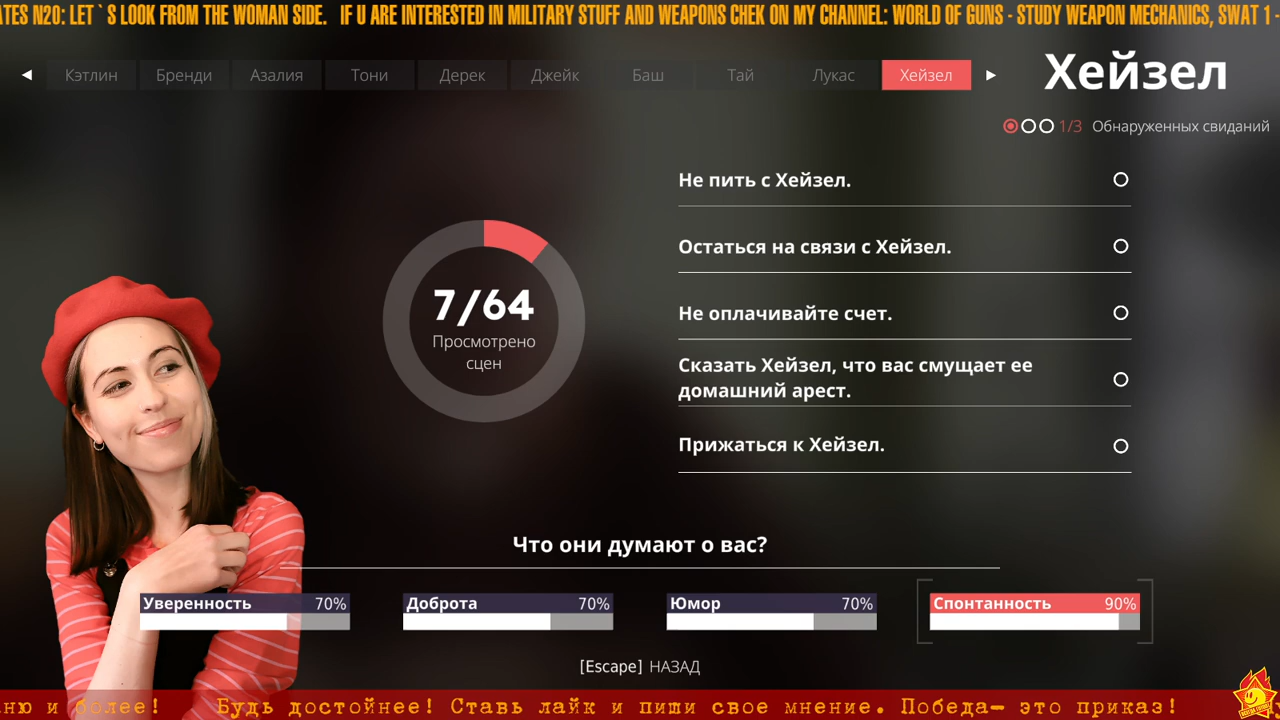 ATES N20: LET`S LOOK FROM THE WOMAN SIDE. IF U ARE INTERESTED IN MILITARY STUFF AND WEAPONS CHEK ON MY CHANNEL: WORLD OF GUNS - STUDY WEAPON MECHANICS, SWAT 1 -
Кэтлин Бренди Азалия Тони Дерек Джейк Баш Тай Лукас Хейзел
Хейзел
1/3 Обнаруженных свиданий
Не пить с Хейзел.
Остаться на связи с Хейзел.
Не оплачивайте счет.
Сказать Хейзел, что вас смущает ее
домашний арест.
Прижаться к Хейзел.
7/64
Просмотрено
сцен
Что они думают о вас?
Уверенность 70%
Доброта 70%
Юмор 70%
Спонтанность 90%
[Escape] НАЗАД
ню и более! Будь достойнее! Ставь лайк и пиши свое мнение. Победа- это приказ!